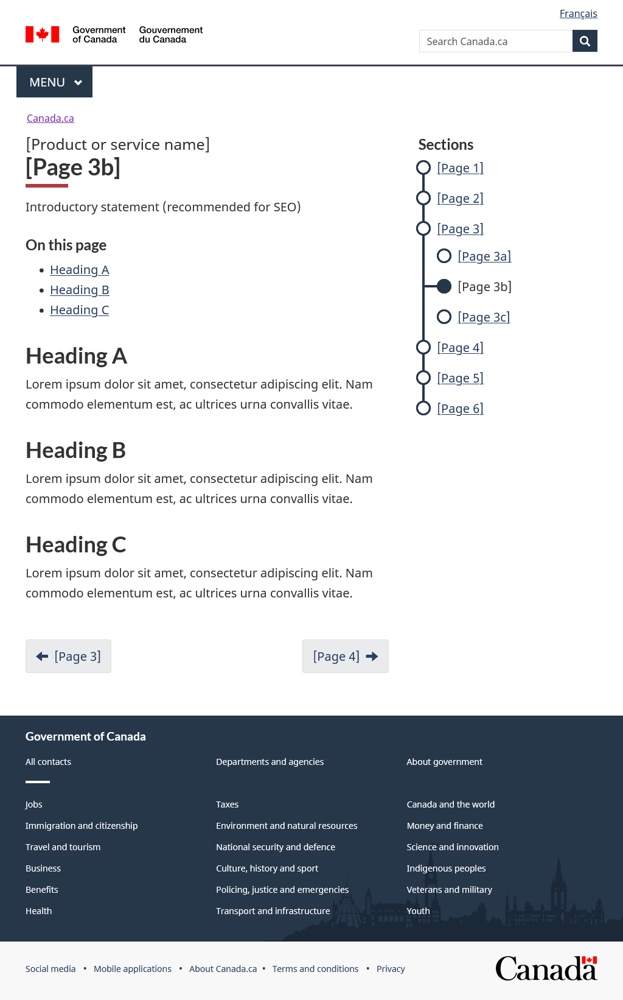 Français
Government of Canada
Gouvernement du Canada
Search Canada.ca
MENU
Canada.ca
[Product or service name]
[Page 3b]
Introductory statement (recommended for SEO)
On this page
Heading A
Heading B
Heading C
Heading A
Lorem ipsum dolor sit amet, consectetur adipiscing elit. Nam
commodo elementum est, ac ultrices urna convallis vitae.
Heading B
Lorem ipsum dolor sit amet, consectetur adipiscing elit. Nam
commodo elementum est, ac ultrices urna convallis vitae.
Heading C
Lorem ipsum dolor sit amet, consectetur adipiscing elit. Nam
commodo elementum est, ac ultrices urna convallis vitae.
[Page 3]
[Page 4]
Sections
[Page 1]
[Page 2]
[Page 3]
[Page 3a]
[Page 3b]
[Page 3c]
[Page 4]
[Page 5]
[Page 6]
Government of Canada
All contacts
Departments and agencies
About government
Jobs
Taxes
Canada and the world
Immigration and citizenship
Environment and natural resources
Money and finance
Travel and tourism
National security and defence
Science and innovation
Business
Culture, history and sport
Indigenous peoples
Benefits
Policing, justice and emergencies
Veterans and military
Health
Transport and infrastructure
Youth
Social media • Mobile applications • About Canada.ca • Terms and conditions • Privacy
Canada